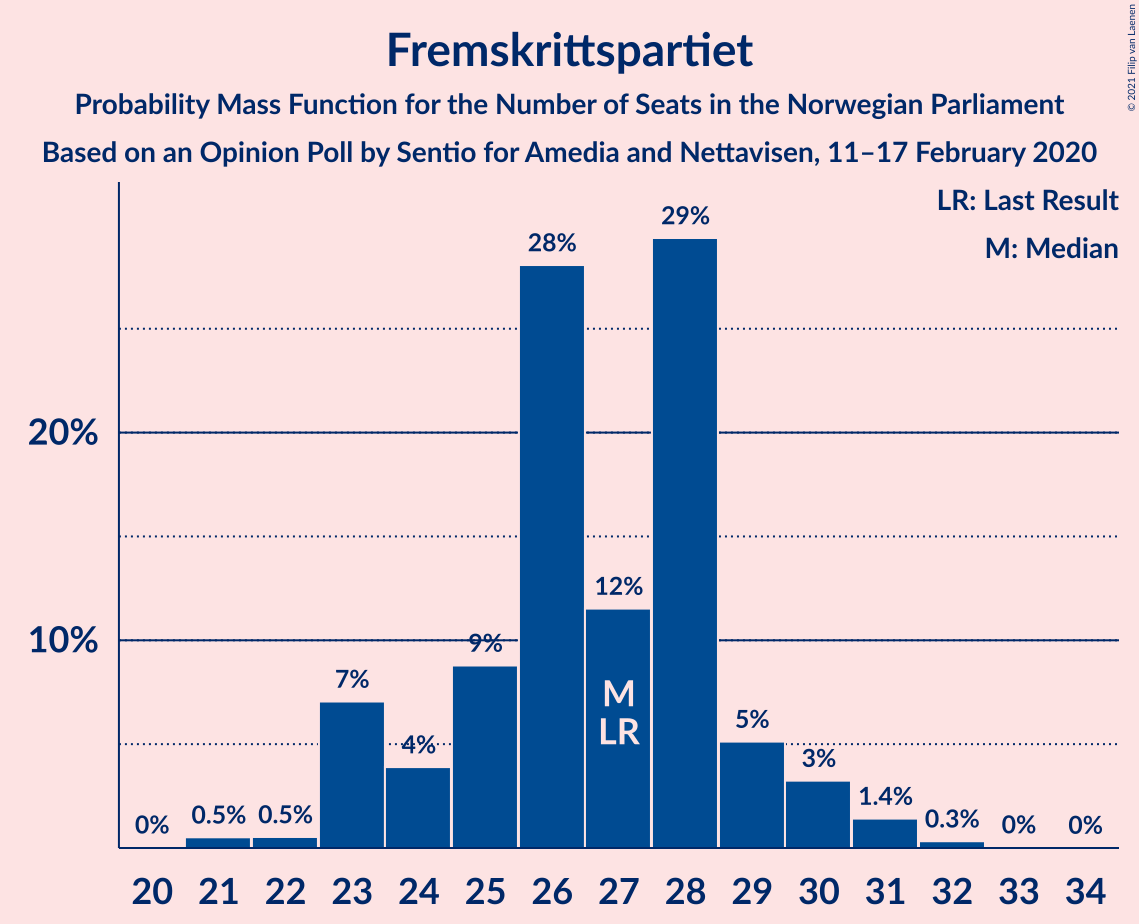 Fremskrittspartiet
Probability Mass Function for the Number of Seats in the Norwegian Parliament
Based on an Opinion Poll by Sentio for Amedia and Nettavisen, 11–17 February 2020
© 2021 Filip van Laenen
LR: Last Result
M: Median
20%
10%
0%
0.5%
0.5%
7%
4%
9%
28%
12%
29%
5%
3%
1.4%
0.3%
0%
0%
M
LR
20 21 22 23 24 25 26 27 28 29 30 31 32 33 34